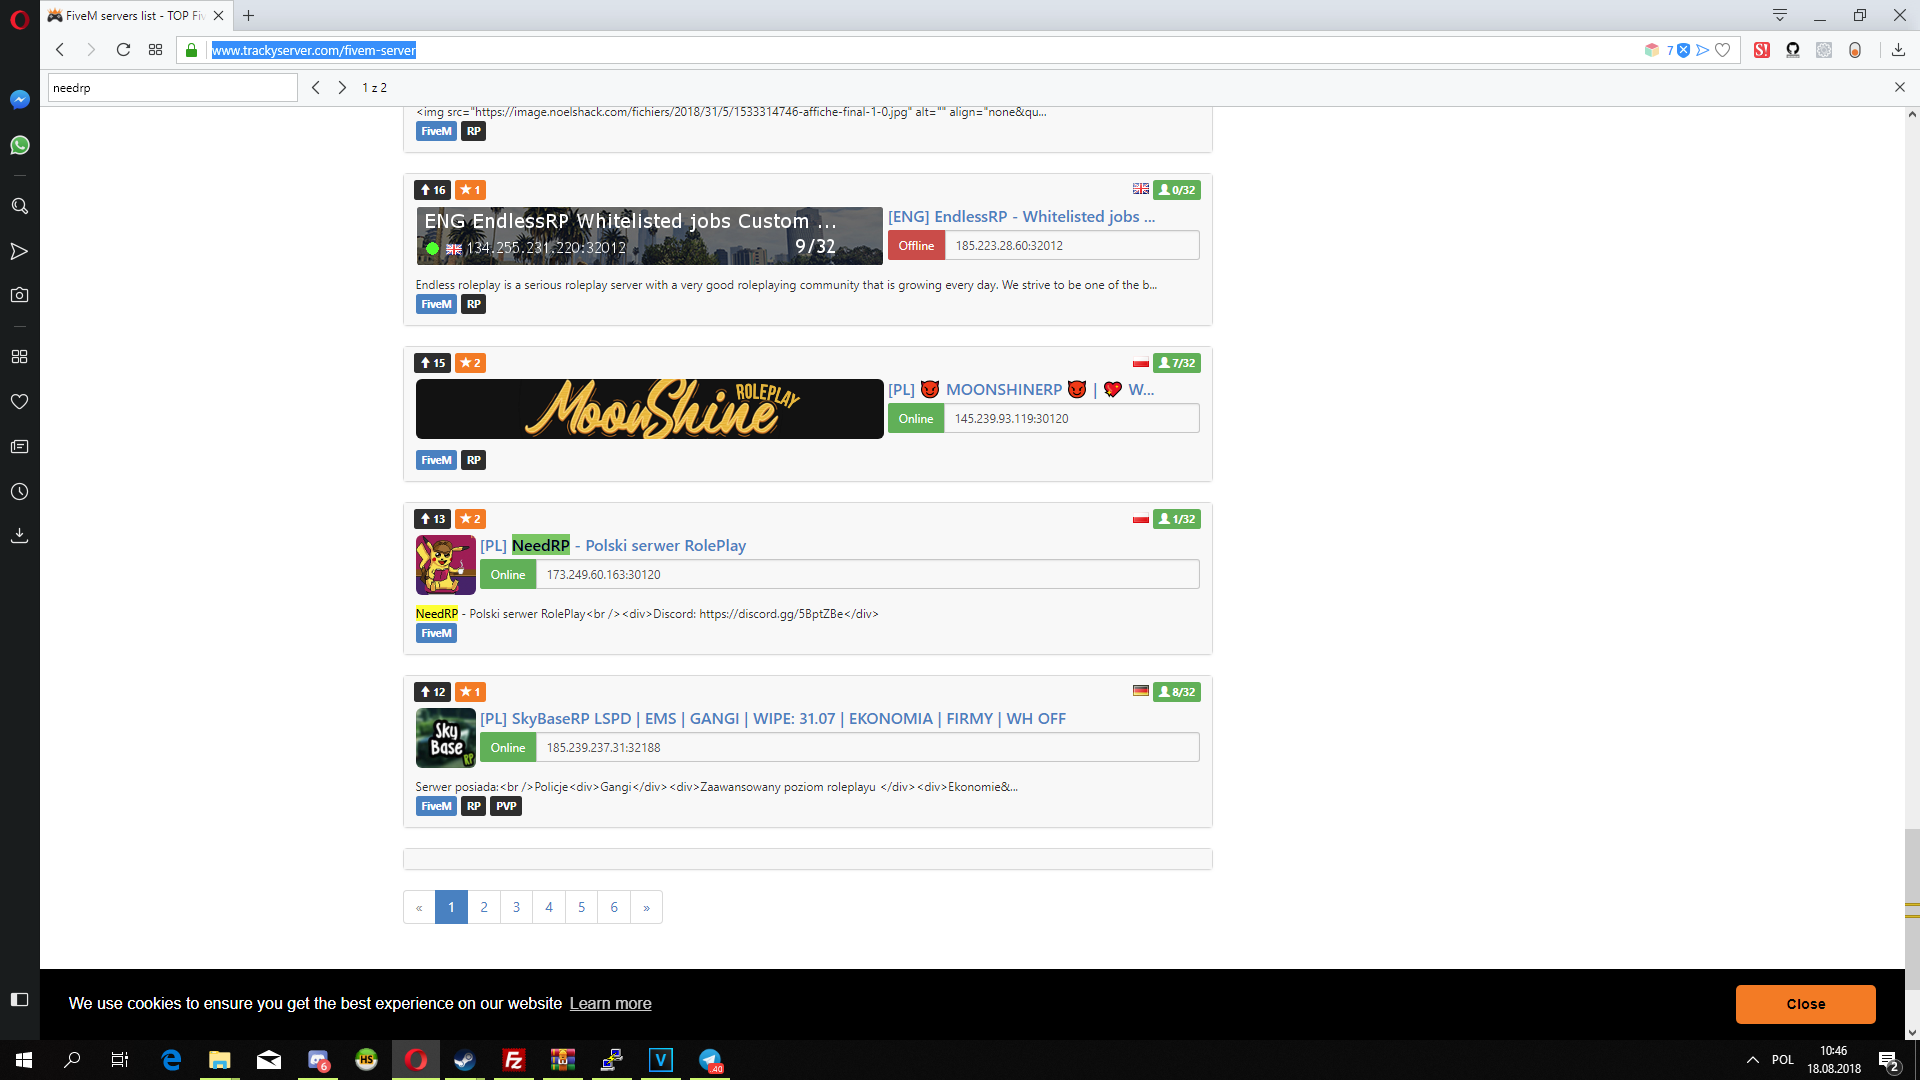 FiveM servers list - TOP Fiv
www.trackyserver.com/fivem-server
7
needrp
1 z 2
<img src="https://image.noelshack.com/fichiers/2018/31/5/1533314746-affiche-final-1-0.jpg" alt="" align="none&qu...
FiveM RP
16 1 0/32
ENG EndlessRP Whitelisted jobs Custom ...
134.255.231.220:32012 9/32
[ENG] EndlessRP - Whitelisted jobs ...
Offline 185.223.28.60:32012
Endless roleplay is a serious roleplay server with a very good roleplaying community that is growing every day. We strive to be one of the b...
FiveM RP
15 2 7/32
MoonShine ROLEPLAY
[PL] 😈 MOONSHINERP 😈 | 💖 W...
Online 145.239.93.119:30120
FiveM RP
13 2 1/32
[PL] NeedRP - Polski serwer RolePlay
Online 173.249.60.163:30120
NeedRP - Polski serwer RolePlay<br /><div>Discord: https://discord.gg/5BptZBe</div>
FiveM
12 1 8/32
Sky Base RP
[PL] SkyBaseRP LSPD | EMS | GANGI | WIPE: 31.07 | EKONOMIA | FIRMY | WH OFF
Online 185.239.237.31:32188
Serwer posiada:<br />Policje<div>Gangi</div><div>Zaawansowany poziom roleplayu </div><div>Ekonomie&...
FiveM RP PVP
« 1 2 3 4 5 6 »
We use cookies to ensure you get the best experience on our website Learn more
Close
6 HS FZ V 40
POL
10:46
18.08.2018
2